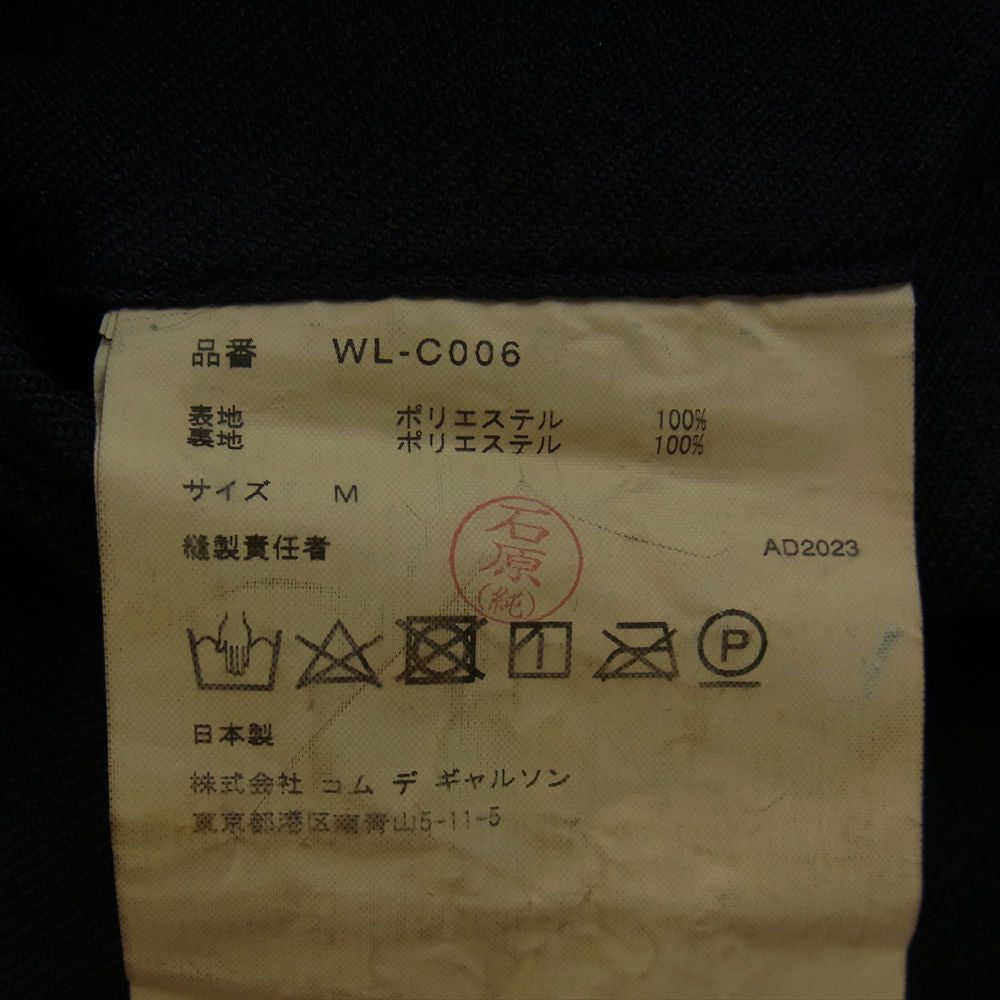 品番 WL-C006
表地 ポリエステル 100%
裏地 ポリエステル 100%
サイズ M
縫製責任者 石原(純) AD2023
P
日本製
株式会社 コム デ ギャルソン
東京都港区南青山5-11-5